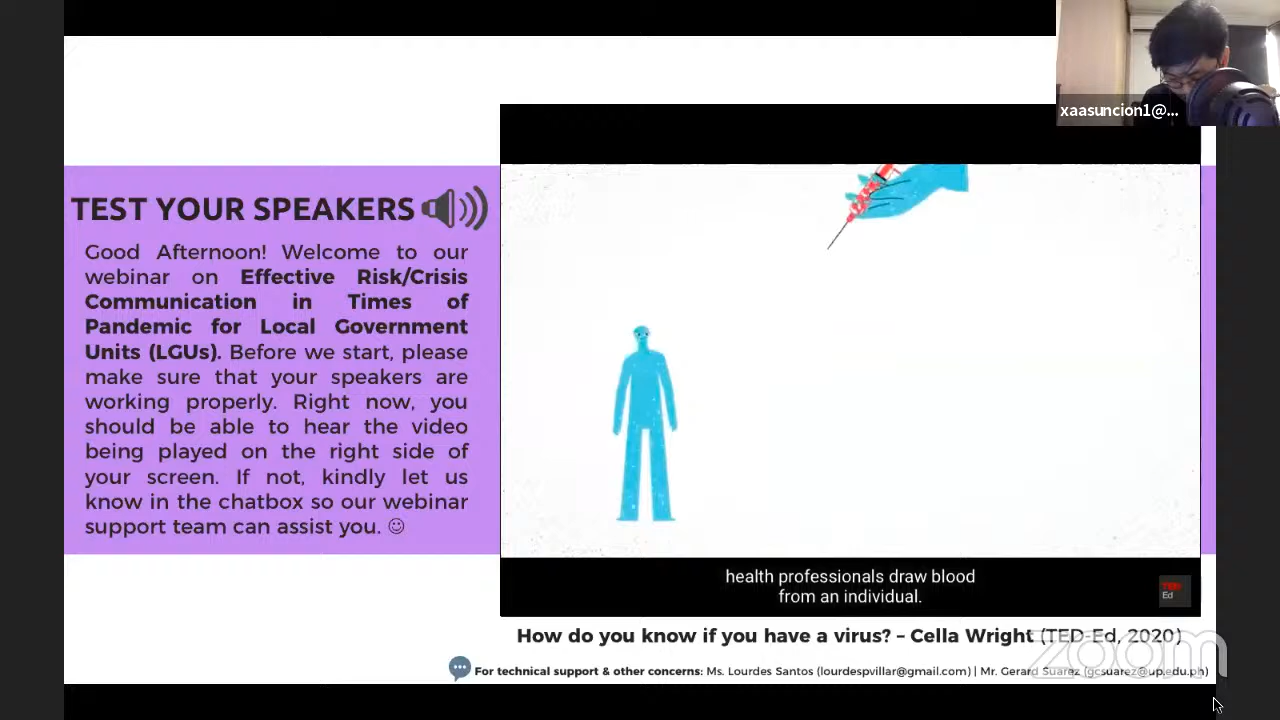 xaasuncion1@...
TEST YOUR SPEAKERS
Good Afternoon! Welcome to our
webinar on Effective Risk/Crisis
Communication in Times of
Pandemic for Local Government
Units (LGUs). Before we start, please
make sure that your speakers are
working properly. Right now, you
should be able to hear the video
being played on the right side of
your screen. If not, kindly let us
know in the chatbox so our webinar
support team can assist you. ☺
health professionals draw blood
from an individual.
TED
Ed
How do you know if you have a virus? – Cella Wright (TED-Ed, 2020)
zoom
For technical support & other concerns: Ms. Lourdes Santos (lourdespvillar@gmail.com) | Mr. Gerard Suarez (gcsuarez@up.edu.ph)